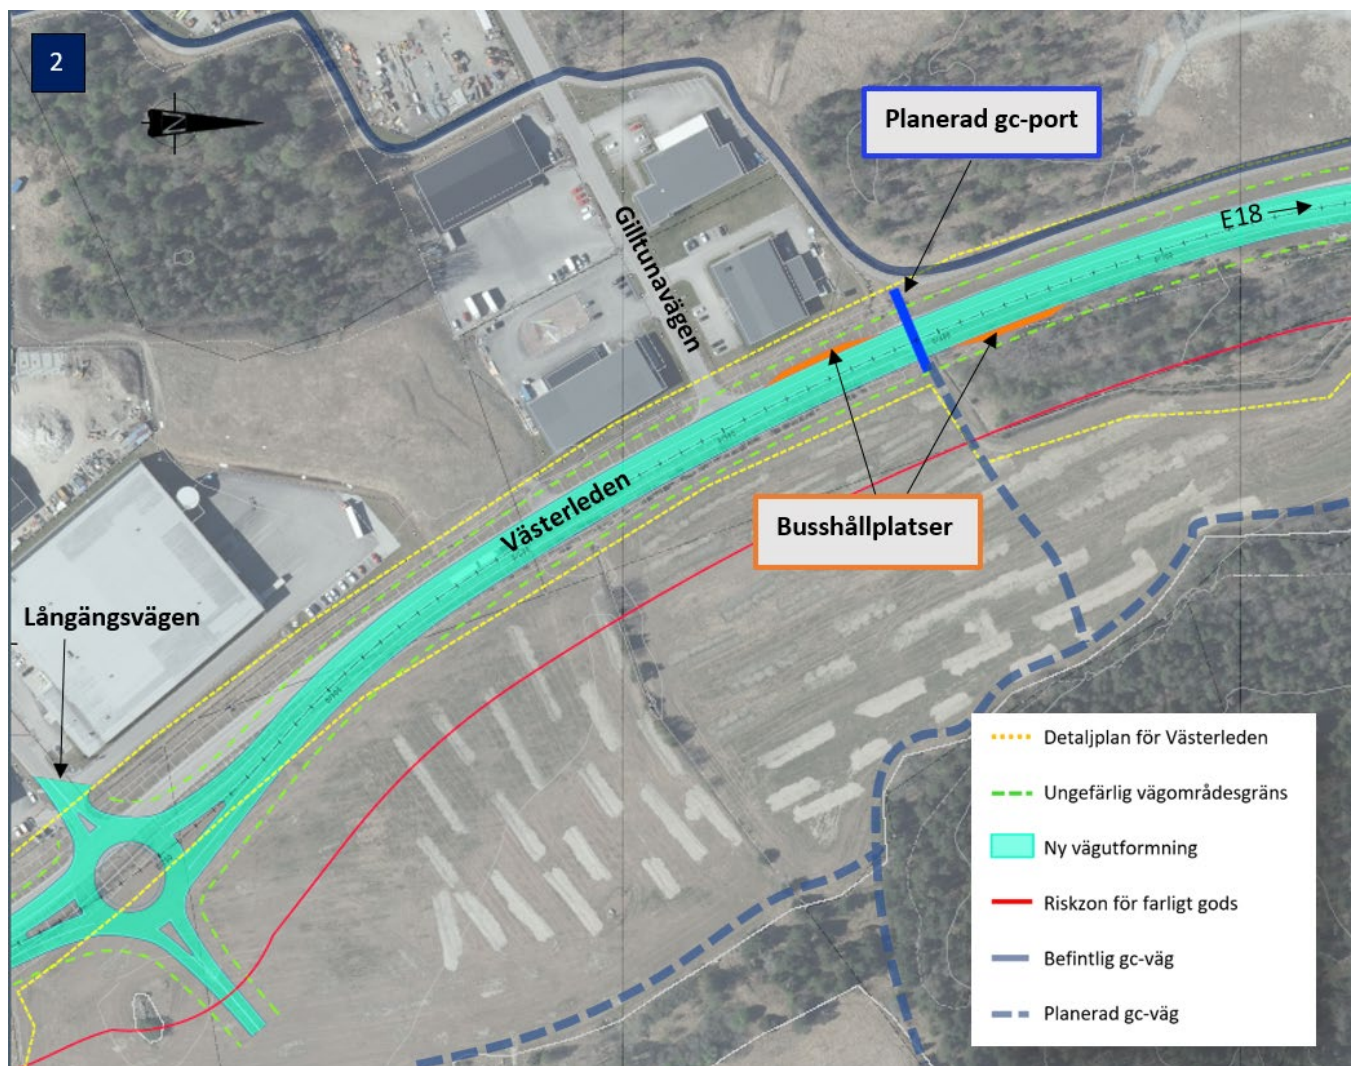 2
N
Planerad gc-port
E18
Gilltunavägen
Västerleden
Busshållplatser
Långängsvägen
Detaljplan för Västerleden
Ungefärlig vägområdesgräns
Ny vägutformning
Riskzon för farligt gods
Befintlig gc-väg
Planerad gc-väg